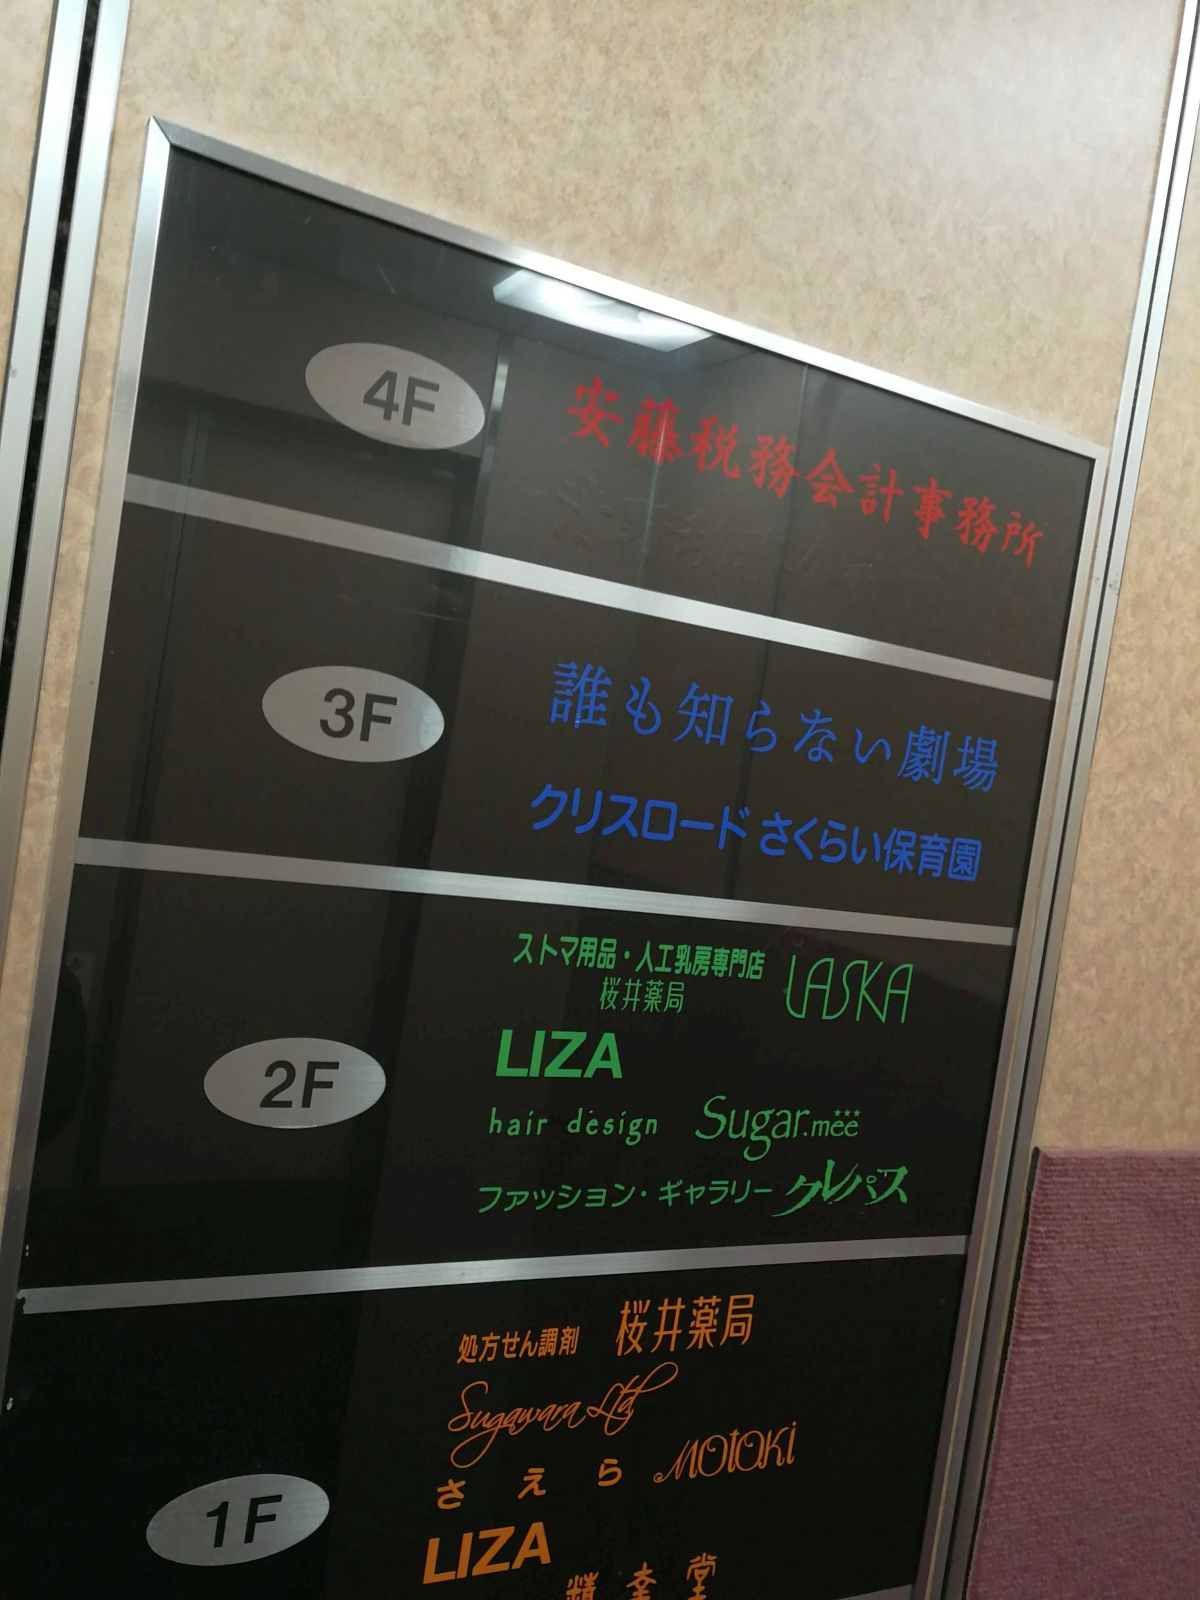 4F
安藤税務会計事務所
3F
誰も知らない劇場
クリスロード さくらい保育園
2F
ストマ用品・人工乳房専門店
桜井薬局
LASKA
LIZA
hair design Sugar.mee
ファッション・ギャラリー クレパス
1F
処方せん調剤 桜井薬局
Sugawara Ltd
さえら MOTOKi
LIZA